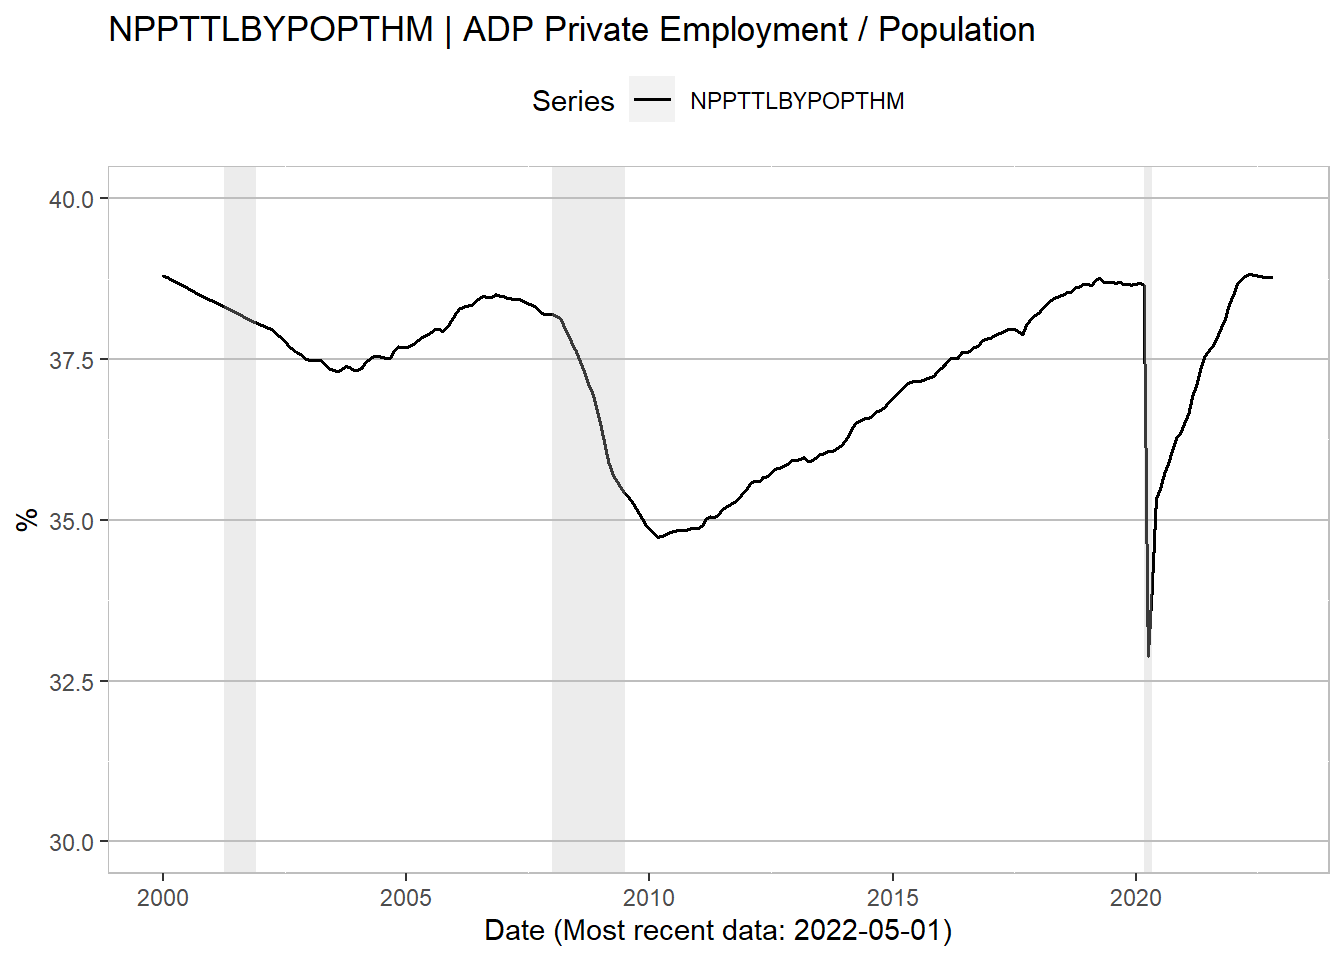 NPPTTLBYPOPTHM | ADP Private Employment / Population
Series NPPTTLBYPOPTHM
40.0
37.5
35.0
32.5
30.0
%
2000 2005 2010 2015 2020
Date (Most recent data: 2022-05-01)